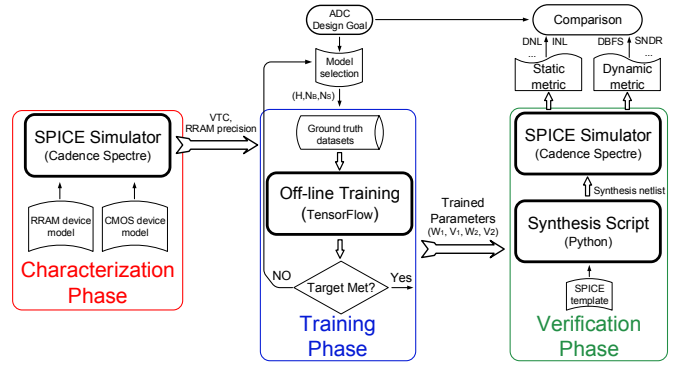 ADC
Design Goal
Comparison
DNL
INL
DBFS
SNDR
...
...
Model
selection
Static
metric
Dynamic
metric
(H,NB,NS)
VTC,
RRAM precision
SPICE Simulator
(Cadence Spectre)
RRAM device
model
CMOS device
model
Characterization
Phase
Ground truth
datasets
Off-line Training
(TensorFlow)
NO
Target Met?
Yes
Training
Phase
Trained
Parameters
(W1, V1, W2, V2)
SPICE Simulator
(Cadence Spectre)
Synthesis netlist
Synthesis Script
(Python)
SPICE
template
Verification
Phase